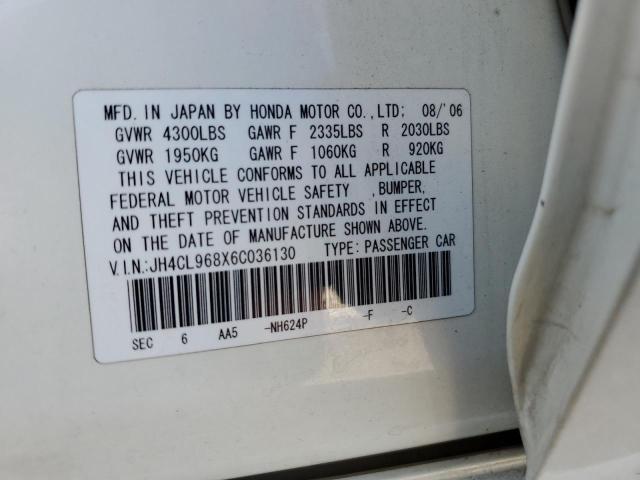 MFD. IN JAPAN BY HONDA MOTOR CO.,LTD; 08/'06
GVWR 4300LBS GAWR F 2335LBS R 2030LBS
GVWR 1950KG GAWR F 1060KG R 920KG
THIS VEHICLE CONFORMS TO ALL APPLICABLE
FEDERAL MOTOR VEHICLE SAFETY ,BUMPER,
AND THEFT PREVENTION STANDARDS IN EFFECT
ON THE DATE OF MANUFACTURE SHOWN ABOVE.
V.I.N.:JH4CL968X6C036130 TYPE: PASSENGER CAR
SEC 6 AA5 -NH624P -F -C